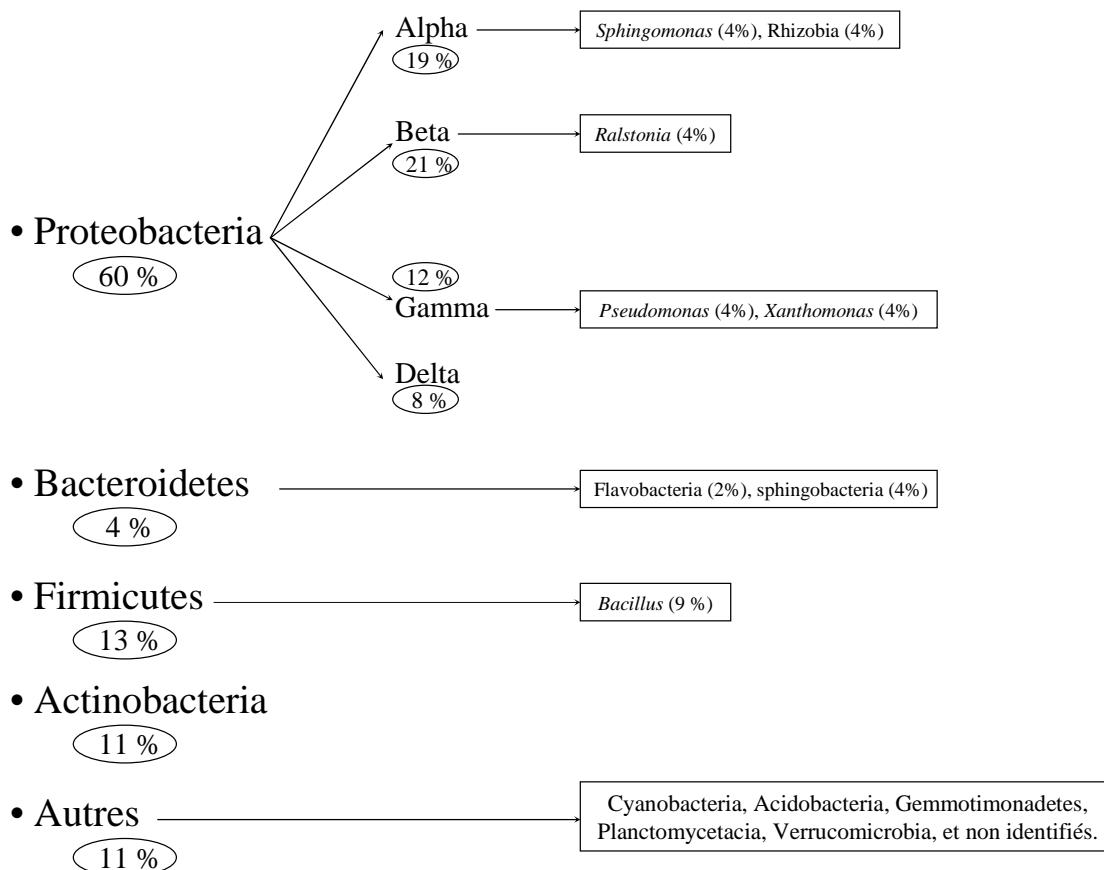 Alpha
19 %
Sphingomonas (4%), Rhizobia (4%)
Beta
21 %
Ralstonia (4%)
• Proteobacteria
60 %
12 %
Gamma
Pseudomonas (4%), Xanthomonas (4%)
Delta
8 %
• Bacteroidetes
4 %
Flavobacteria (2%), sphingobacteria (4%)
• Firmicutes
13 %
Bacillus (9 %)
• Actinobacteria
11 %
• Autres
11 %
Cyanobacteria, Acidobacteria, Gemmotimonadetes,
Planctomycetacia, Verrucomicrobia, et non identifiés.